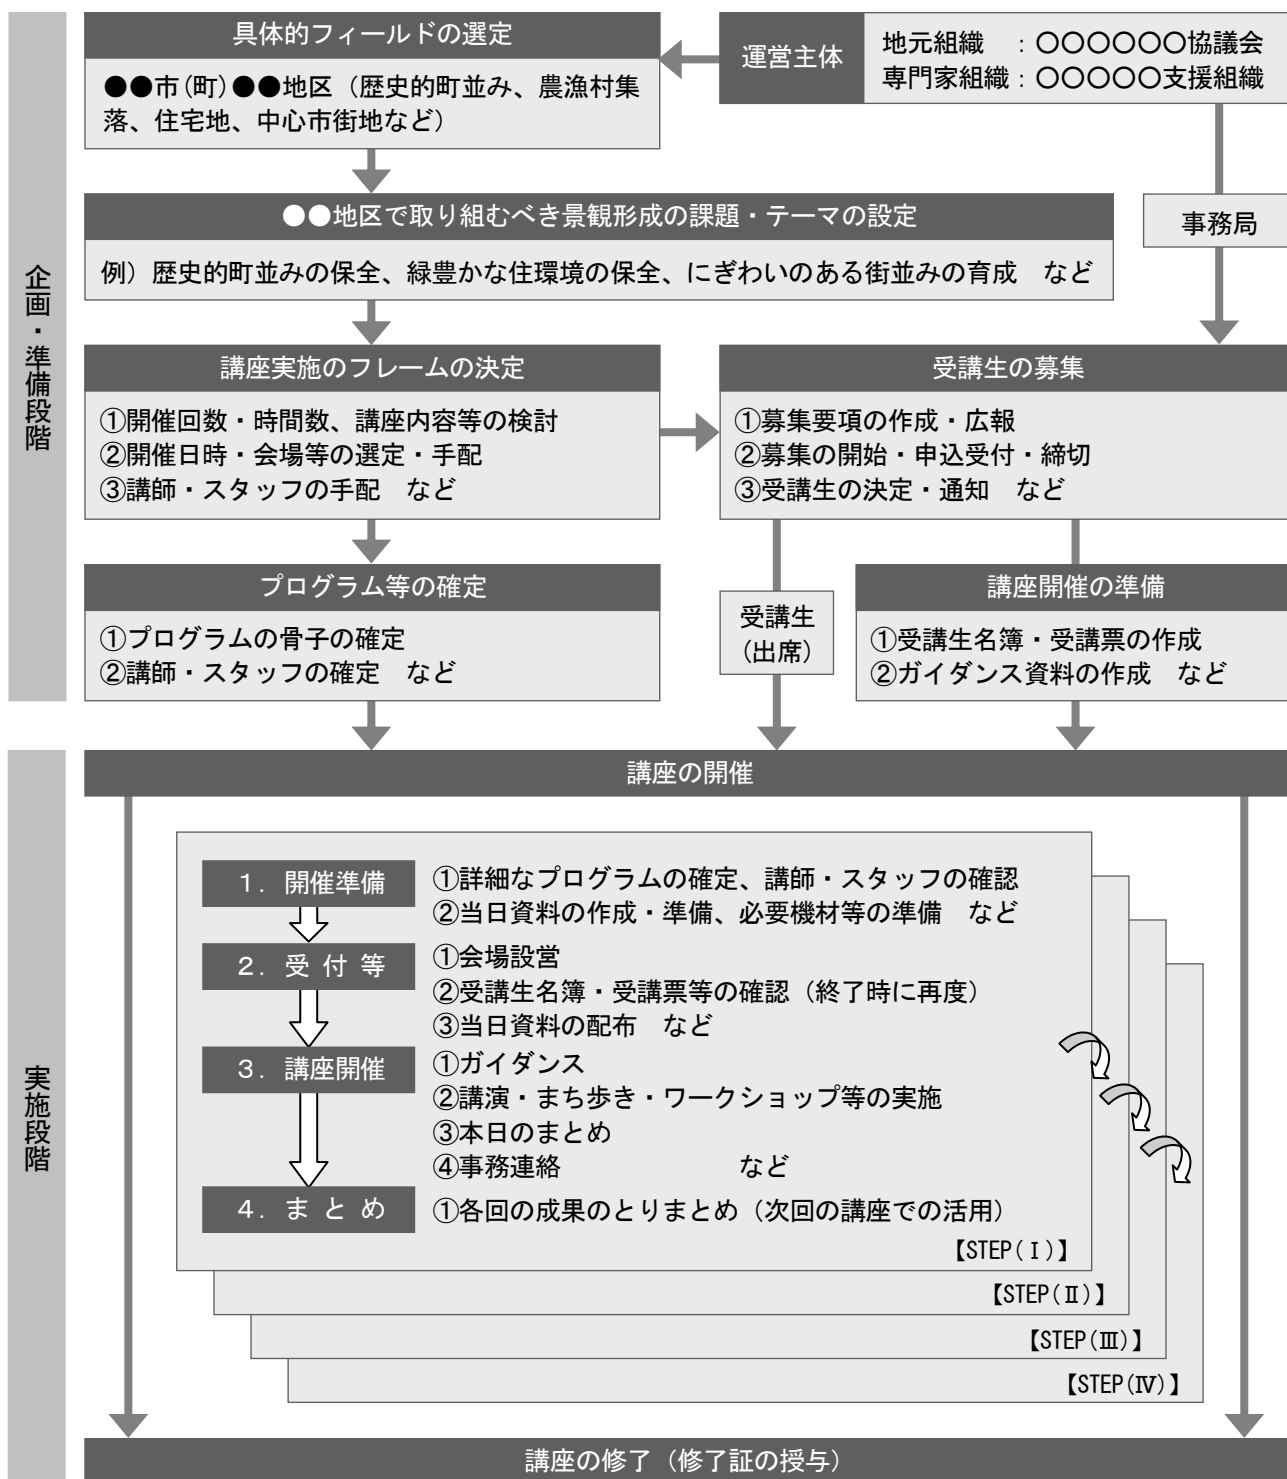 企画・準備段階
具体的フィールドの選定
●●市(町)●●地区（歴史的町並み、農漁村集
落、住宅地、中心市街地など）
運営主体
地元組織　：〇〇〇〇〇〇協議会
専門家組織：〇〇〇〇〇支援組織
事務局
●●地区で取り組むべき景観形成の課題・テーマの設定
例）歴史的町並みの保全、緑豊かな住環境の保全、にぎわいのある街並みの育成　など
講座実施のフレームの決定
①開催回数・時間数、講座内容等の検討
②開催日時・会場等の選定・手配
③講師・スタッフの手配　など
受講生の募集
①募集要項の作成・広報
②募集の開始・申込受付・締切
③受講生の決定・通知　など
プログラム等の確定
①プログラムの骨子の確定
②講師・スタッフの確定　など
受講生
（出席）
講座開催の準備
①受講生名簿・受講票の作成
②ガイダンス資料の作成　など
実施段階
講座の開催
１．開催準備
①詳細なプログラムの確定、講師・スタッフの確認
②当日資料の作成・準備、必要機材等の準備　など
２．受 付 等
①会場設営
②受講生名簿・受講票等の確認（終了時に再度）
③当日資料の配布　など
３．講座開催
①ガイダンス
②講演・まち歩き・ワークショップ等の実施
③本日のまとめ
④事務連絡　　　　　　　など
４．ま と め
①各回の成果のとりまとめ（次回の講座での活用）
【STEP(Ⅰ)】
【STEP(Ⅱ)】
【STEP(Ⅲ)】
【STEP(Ⅳ)】
講座の修了（修了証の授与）